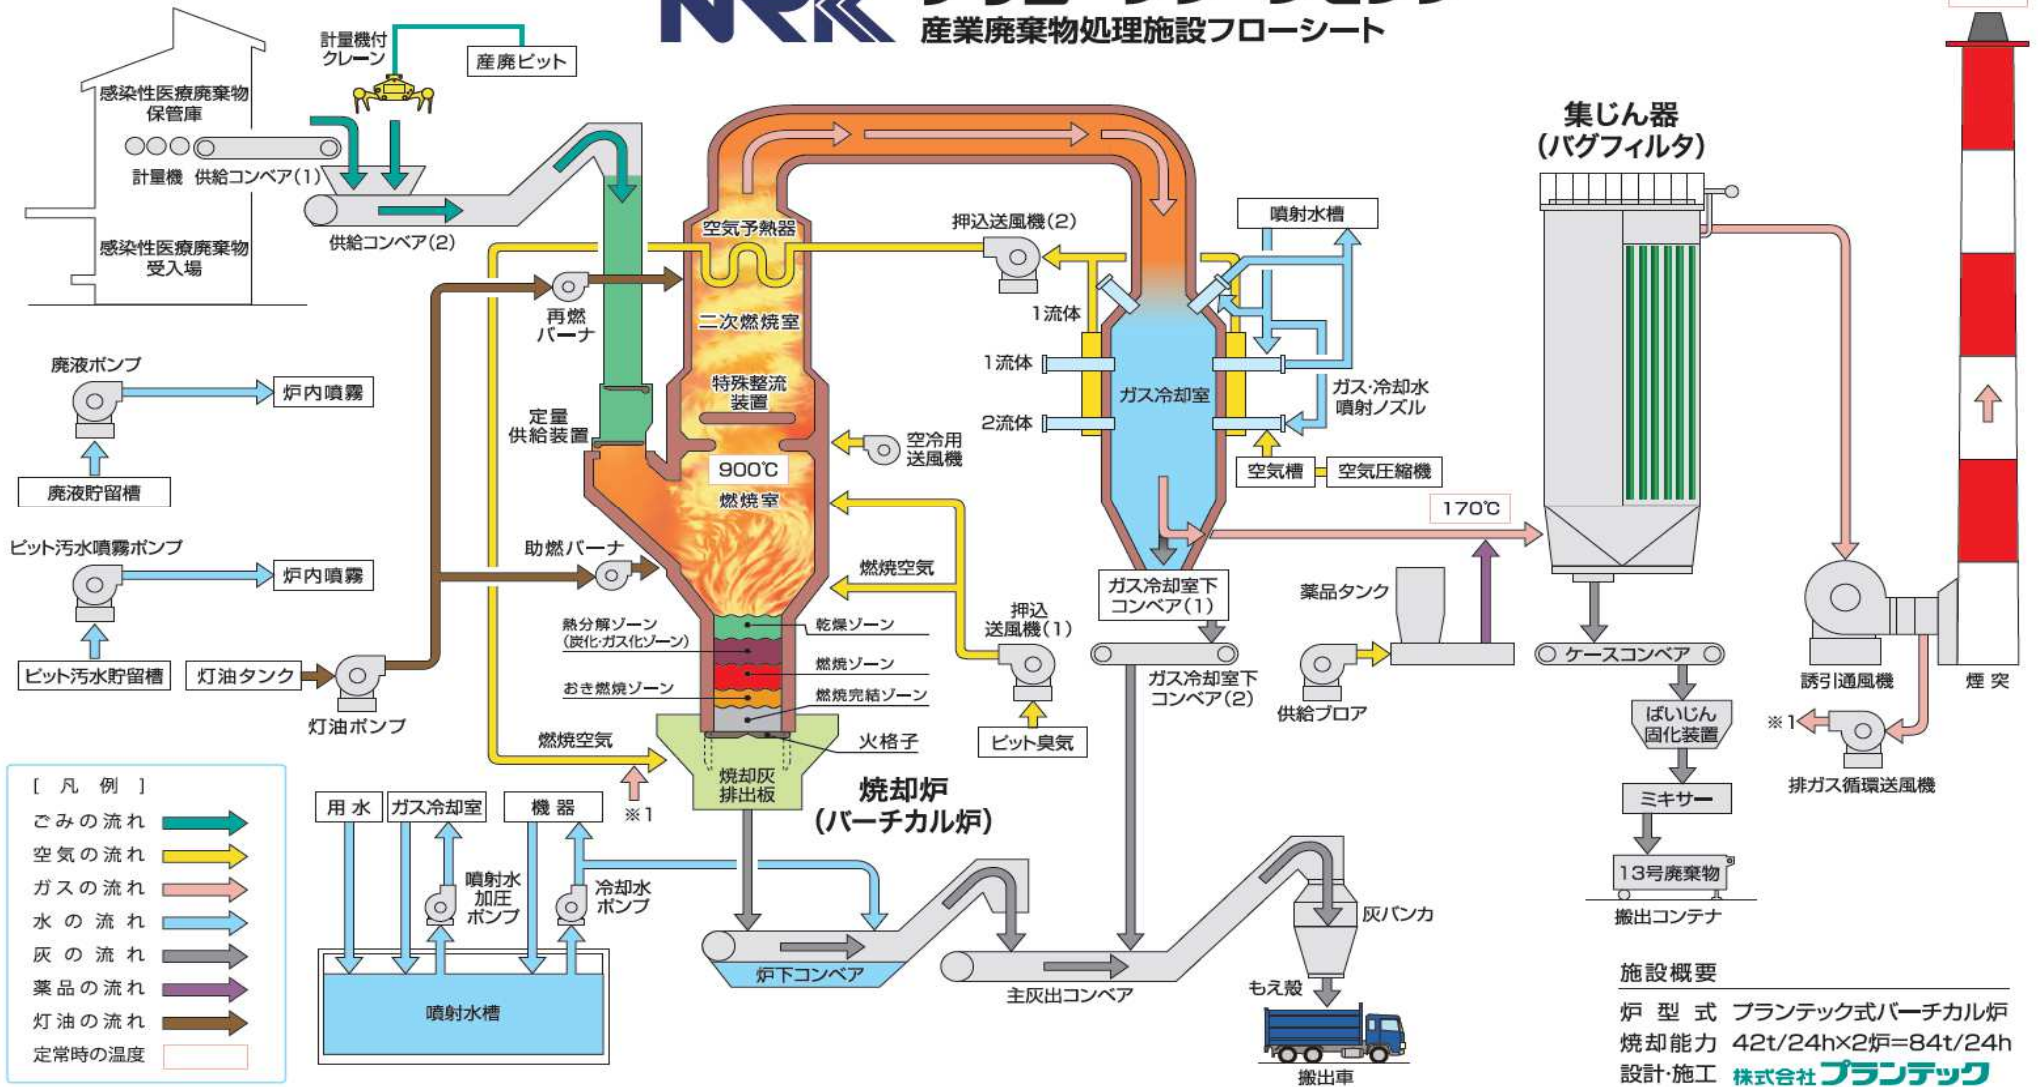 NRK
産業廃棄物処理施設フローシート
計量機付
クレーン
産廃ピット
感染性医療廃棄物
保管庫
計量機
供給コンベア(1)
感染性医療廃棄物
受入場
供給コンベア(2)
集じん器
(バグフィルタ)
空気予熱器
押込送風機(2)
噴射水槽
再燃
バーナ
二次燃焼室
1流体
1流体
2流体
ガス冷却室
ガス・冷却水
噴射ノズル
特殊整流
装置
定量
供給装置
空冷用
送風機
900℃
燃焼室
空気槽
空気圧縮機
170℃
廃液ポンプ
炉内噴霧
廃液貯留槽
ピット汚水噴霧ポンプ
炉内噴霧
ピット汚水貯留槽
灯油タンク
灯油ポンプ
助燃バーナ
燃焼空気
ガス冷却室下
コンベア(1)
薬品タンク
熱分解ゾーン
(炭化・ガス化ゾーン)
乾燥ゾーン
燃焼ゾーン
おき燃焼ゾーン
燃焼完結ゾーン
押込
送風機(1)
ガス冷却室下
コンベア(2)
供給ブロア
ケースコンベア
誘引通風機
煙突
火格子
ピット臭気
燃焼空気
※1
焼却灰
排出板
焼却炉
(バーチカル炉)
ばいじん
固化装置
※1
排ガス循環送風機
ミキサー
13号廃棄物
搬出コンテナ
[凡例]
ごみの流れ
空気の流れ
ガスの流れ
水の流れ
灰の流れ
薬品の流れ
灯油の流れ
定常時の温度
用水
ガス冷却室
機器
噴射水
加圧
ポンプ
冷却水
ポンプ
噴射水槽
炉下コンベア
主灰出コンベア
灰バンカ
もえ殻
搬出車
施設概要
炉型式 プランテック式バーチカル炉
焼却能力 42t/24h×2炉=84t/24h
設計・施工 株式会社プランテック